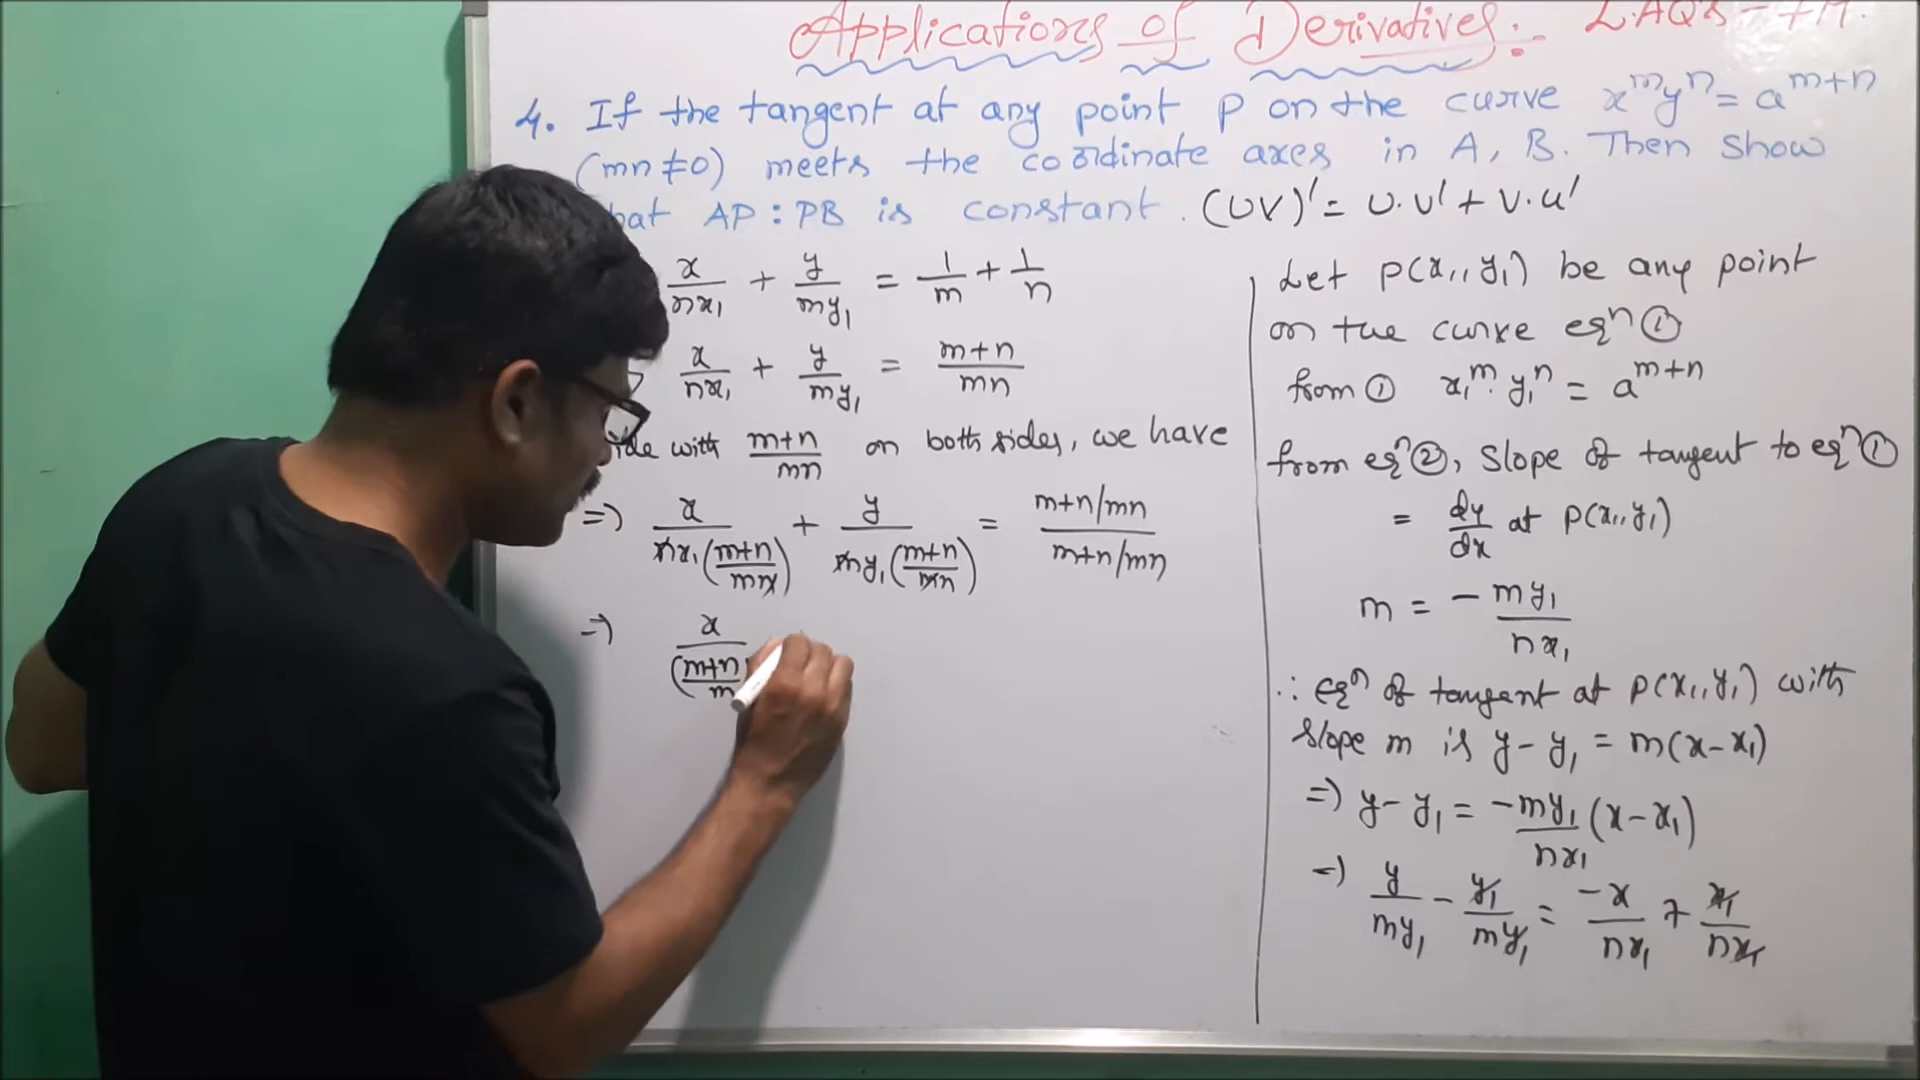 Applications of Derivatives:- LAQ's - 7M.
4. If the tangent at any point P on the curve x^m y^n = a^(m+n)
(mn ≠ 0) meets the coordinate axes in A, B. Then show
that AP : PB is constant. (UV)' = U.V' + V.U'
x/(nx₁) + y/(my₁) = 1/m + 1/n
x/(nx₁) + y/(my₁) = (m+n)/(mn)
with (m+n)/(mn) on both sides, we have
=> x/(nx₁((m+n)/(mn))) + y/(my₁((m+n)/(mn))) = (m+n/mn)/(m+n/mn)
=> x/((m+n)/m
Let P(x₁, y₁) be any point
on the curve eqⁿ ①
from ① x₁^m . y₁^n = a^(m+n)
from eqⁿ ②, Slope of tangent to eqⁿ ①
= dy/dx at P(x₁, y₁)
m = - my₁/(nx₁)
∴ eqⁿ of tangent at P(x₁, y₁) with
slope m is y - y₁ = m(x - x₁)
=> y - y₁ = -my₁/(nx₁) (x - x₁)
=> y/(my₁) - y₁/(my₁) = -x/(nx₁) + x₁/(nx₁)